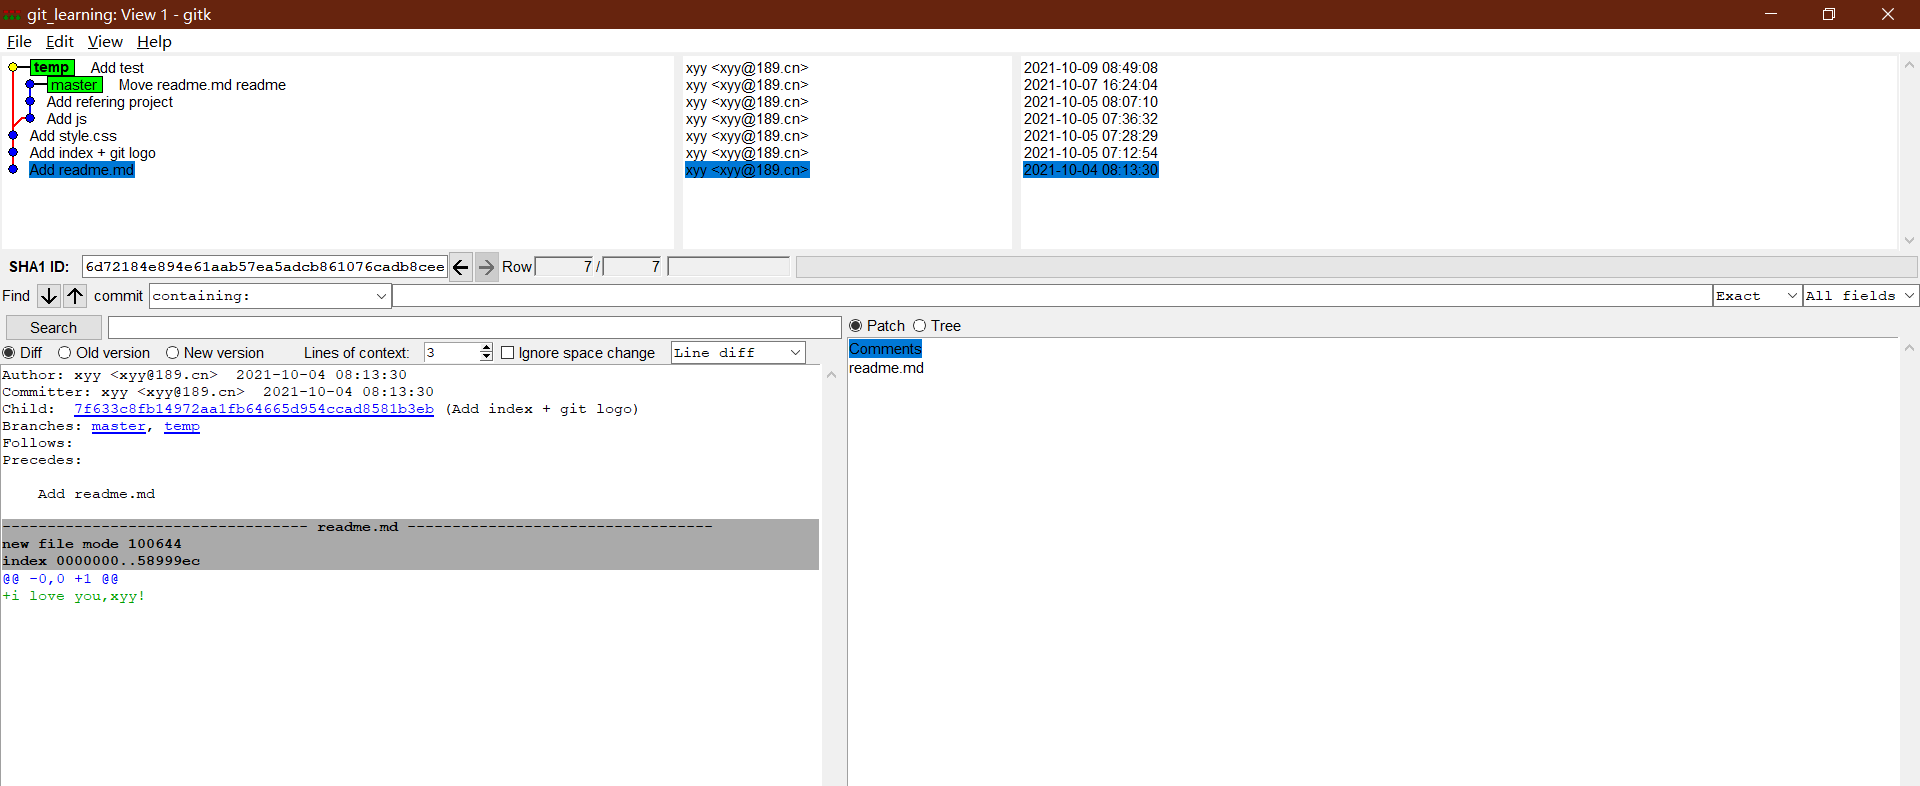 git_learning: View 1 - gitk
File Edit View Help
temp Add test xyy <xyy@189.cn> 2021-10-09 08:49:08
master Move readme.md readme xyy <xyy@189.cn> 2021-10-07 16:24:04
Add refering project xyy <xyy@189.cn> 2021-10-05 08:07:10
Add js xyy <xyy@189.cn> 2021-10-05 07:36:32
Add style.css xyy <xyy@189.cn> 2021-10-05 07:28:29
Add index + git logo xyy <xyy@189.cn> 2021-10-05 07:12:54
Add readme.md xyy <xyy@189.cn> 2021-10-04 08:13:30
SHA1 ID: 6d72184e894e61aab57ea5adcb861076cadb8cee Row 7 / 7
Find commit containing: Exact All fields
Search
Patch Tree
Diff Old version New version Lines of context: 3 Ignore space change Line diff
Comments
readme.md
Author: xyy <xyy@189.cn> 2021-10-04 08:13:30
Committer: xyy <xyy@189.cn> 2021-10-04 08:13:30
Child: 7f633c8fb14972aa1fb64665d954ccad8581b3eb (Add index + git logo)
Branches: master, temp
Follows:
Precedes:
Add readme.md
---------------------------------- readme.md ----------------------------------
new file mode 100644
index 0000000..58999ec
@@ -0,0 +1 @@
+i love you,xyy!